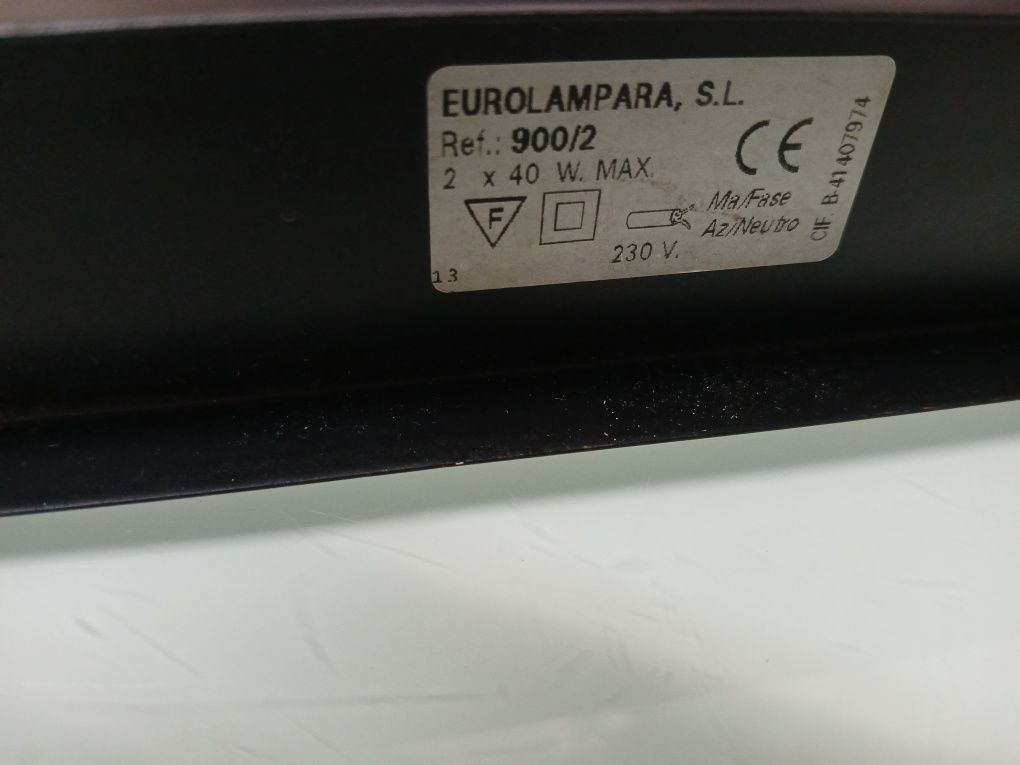 EUROLAMPARA, S.L.
Ref.: 900/2
2 x 40 W. MAX.
CE
F
Ma/Fase
Az/Neutro
230 V.
13
CIF. B-41407974